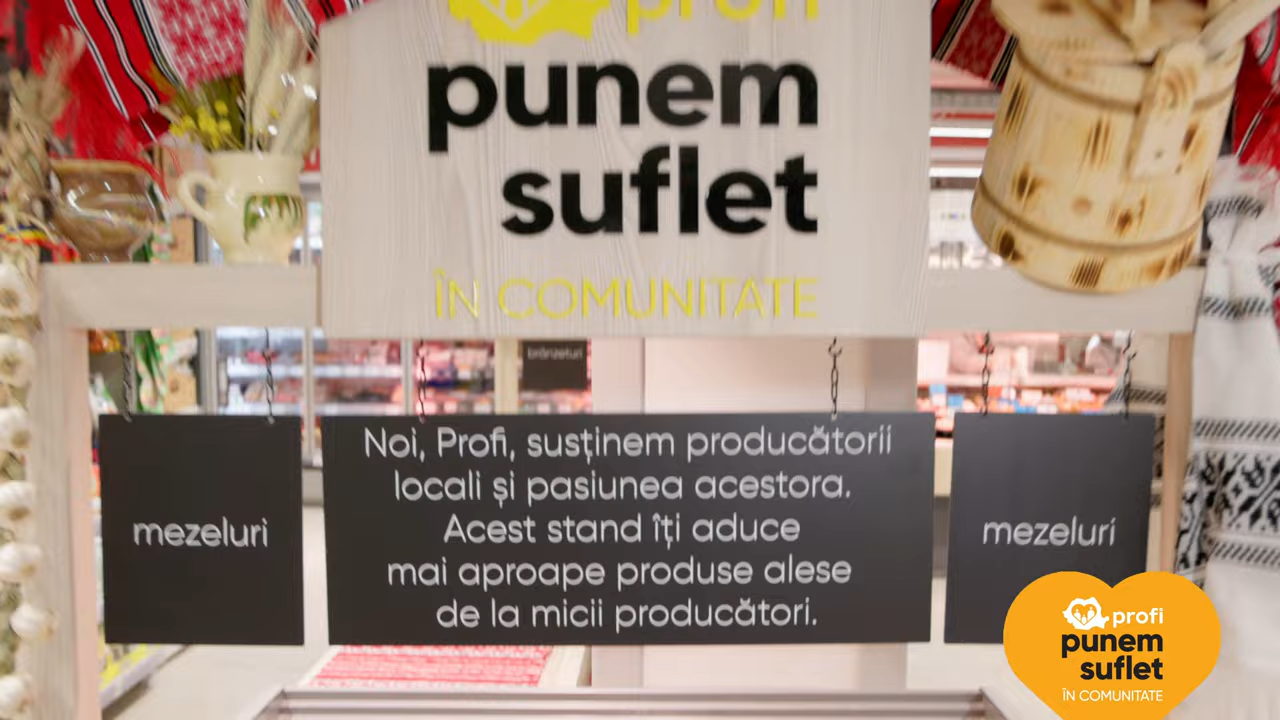 profi
punem
suflet
ÎN COMUNITATE
brânzeturi
mezeluri
Noi, Profi, susținem producătorii
locali și pasiunea acestora.
Acest stand îți aduce
mai aproape produse alese
de la micii producători.
mezeluri
profi
punem
suflet
ÎN COMUNITATE